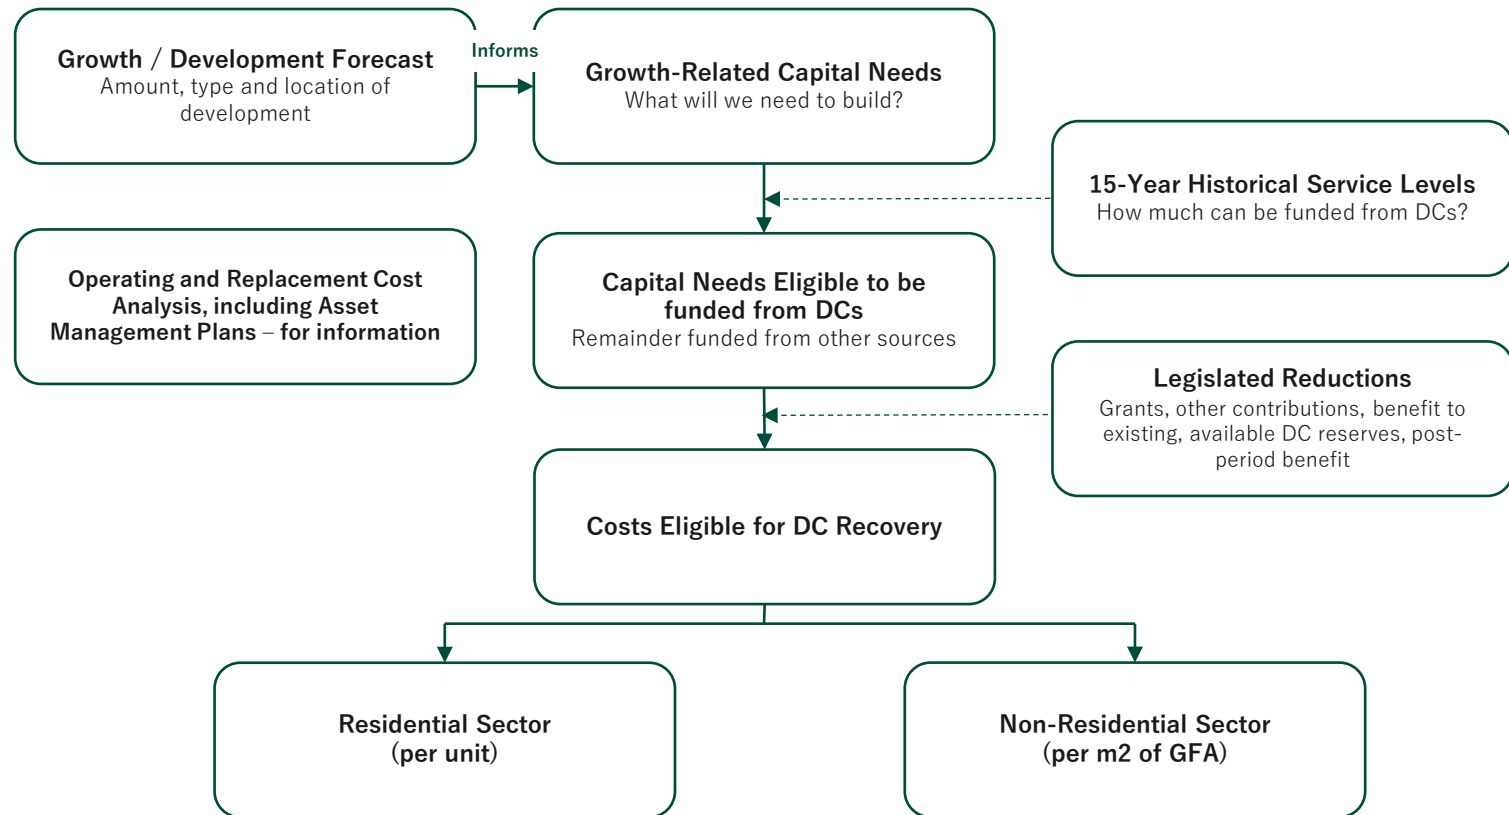 Growth / Development Forecast
Amount, type and location of
development
Informs
Growth-Related Capital Needs
What will we need to build?
15-Year Historical Service Levels
How much can be funded from DCs?
Operating and Replacement Cost
Analysis, including Asset
Management Plans – for information
Capital Needs Eligible to be
funded from DCs
Remainder funded from other sources
Legislated Reductions
Grants, other contributions, benefit to
existing, available DC reserves, post-
period benefit
Costs Eligible for DC Recovery
Residential Sector
(per unit)
Non-Residential Sector
(per m2 of GFA)